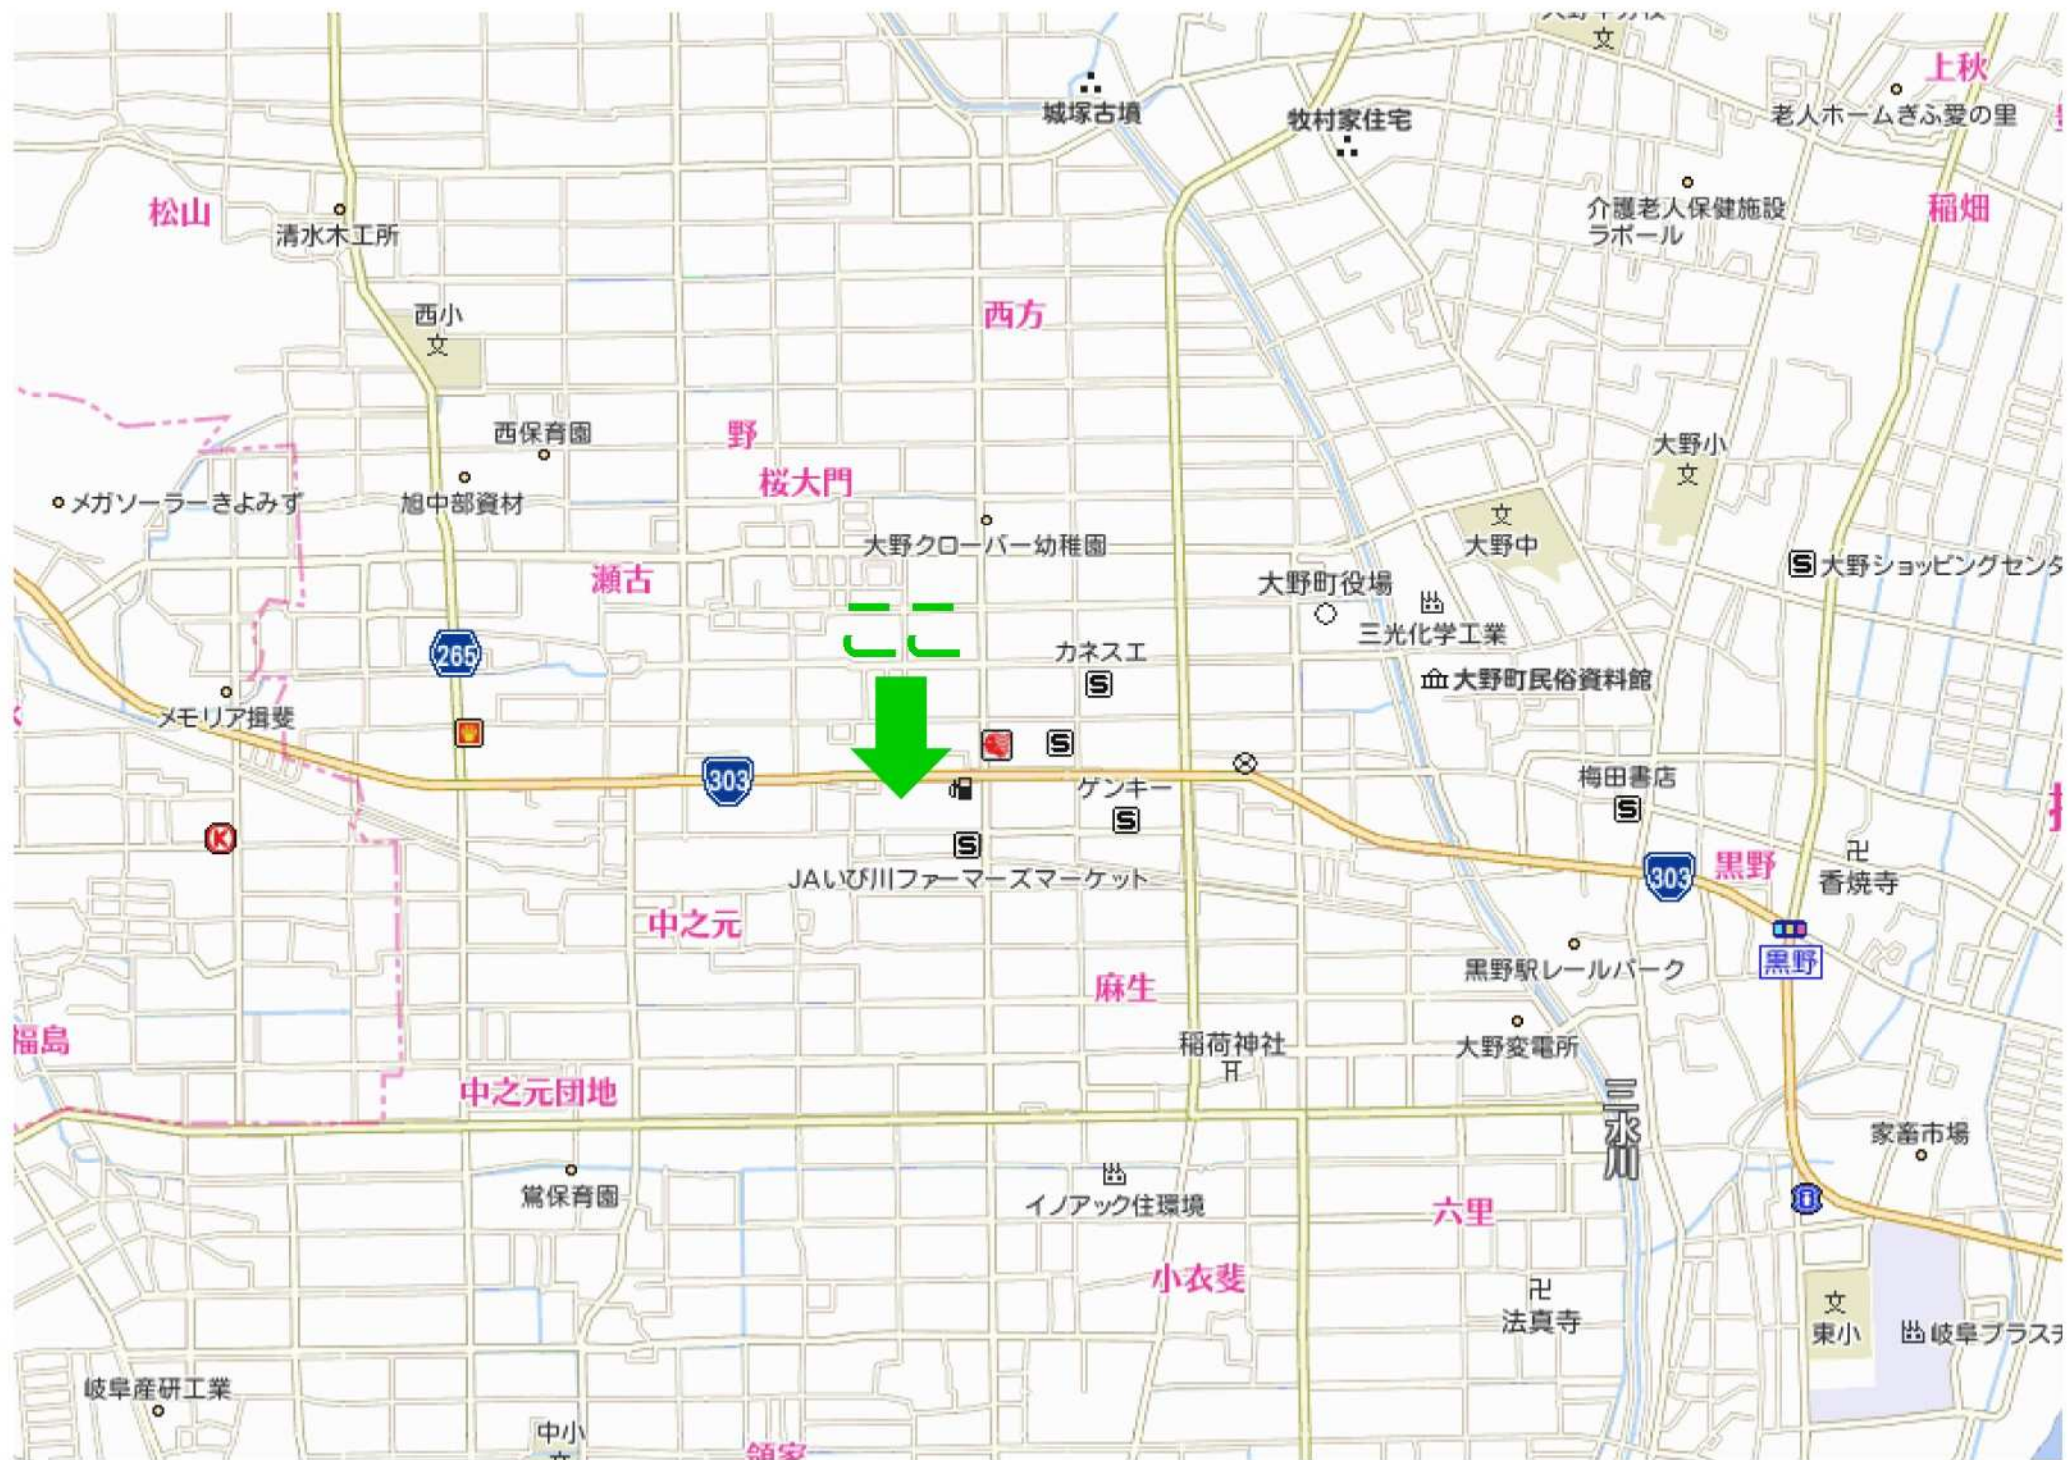 上秋
城塚古墳
牧村家住宅
老人ホームぎふ愛の里
松山
清水木工所
介護老人保健施設
ラポール
稲畑
西小
文
西方
西保育園
野
桜大門
大野小
文
メガソーラーきよみず
旭中部資材
大野クローバー幼稚園
文
大野中
大野ショッピングセンタ
瀬古
大野町役場
三光化学工業
ここ
265
カネスエ
S
大野町民俗資料館
メモリア揖斐
S
303
ゲンキー
S
梅田書店
S
K
S
JAいび川ファーマーズマーケット
303
黒野
香焼寺
中之元
黒野駅レールパーク
黒野
麻生
福島
稲荷神社
大野変電所
中之元団地
三水川
家畜市場
鴬保育園
イノアック住環境
六里
小衣斐
法真寺
文
東小
岐阜プラスチ
岐阜産研工業
中小
領家